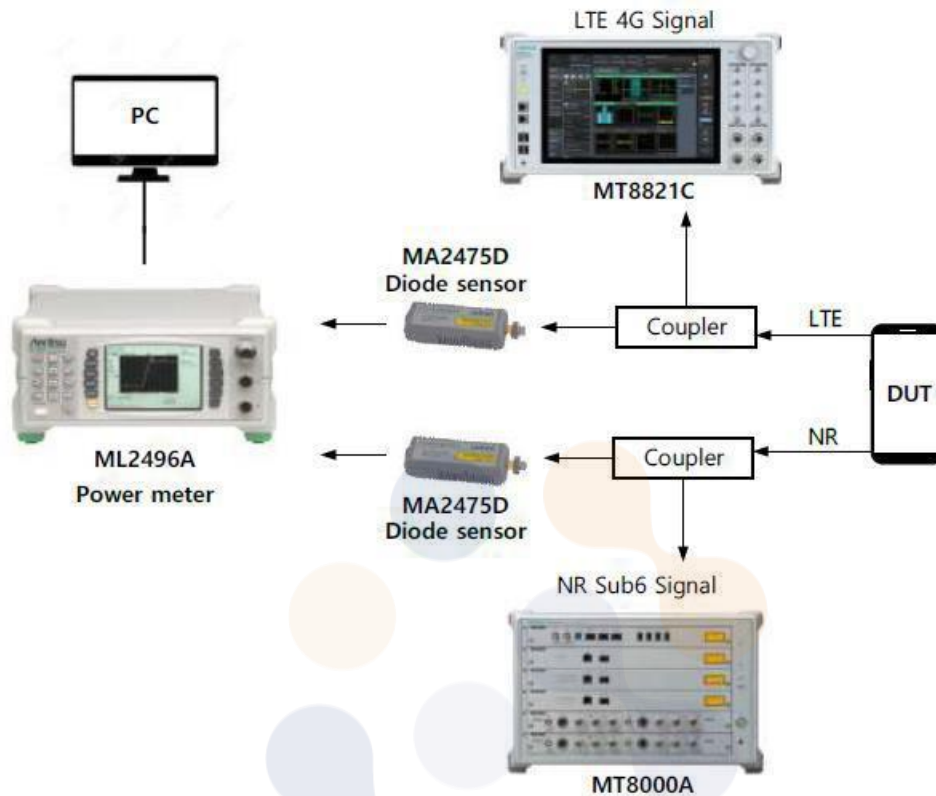 LTE 4G Signal
PC
MT8821C
MA2475D
Diode sensor
Coupler
LTE
DUT
Anritsu
NR
Coupler
ML2496A
Power meter
MA2475D
Diode sensor
NR Sub6 Signal
MT8000A